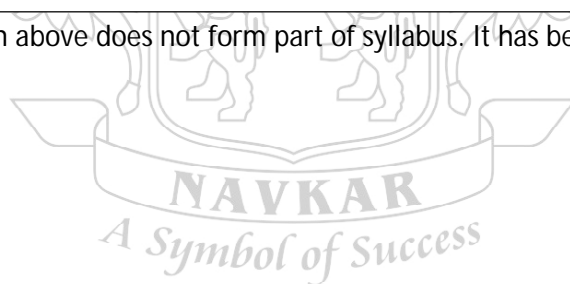 n above does not form part of syllabus. It has be
NAVKAR
A Symbol of Success